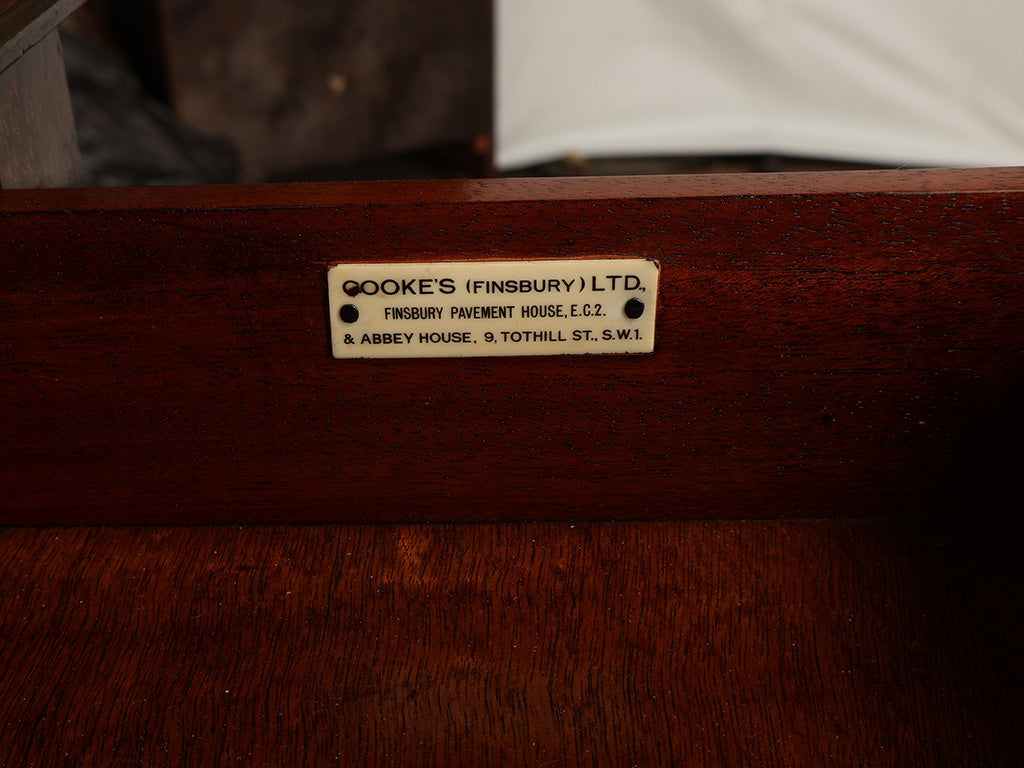 COOKE'S (FINSBURY) LTD.,
FINSBURY PAVEMENT HOUSE, E.C.2.
& ABBEY HOUSE, 9, TOTHILL ST., S.W.1.